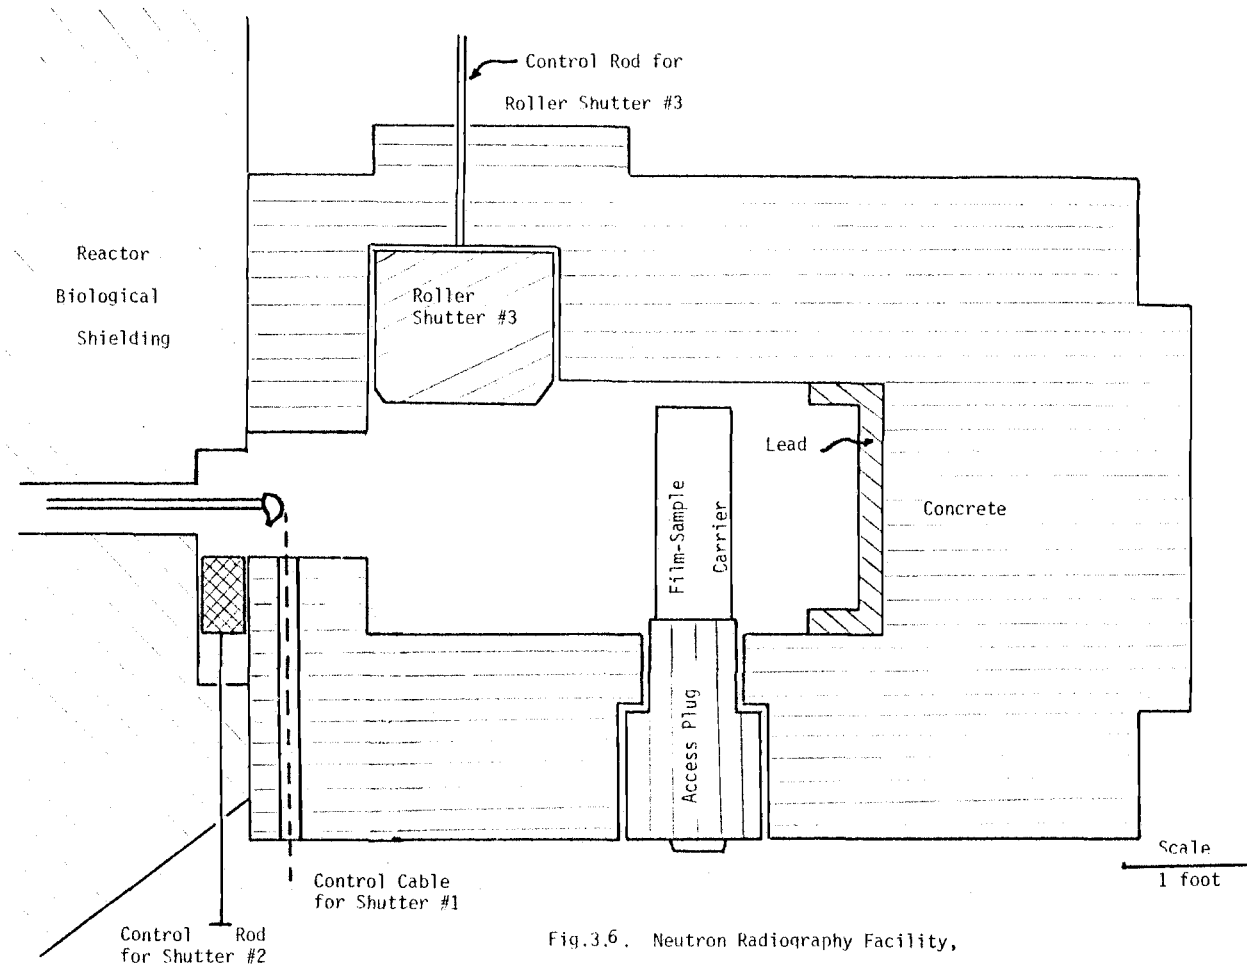 Control Rod for
Roller Shutter #3
Reactor
Biological
Shielding
Roller
Shutter #3
Lead
Film-Sample
Carrier
Concrete
Access Plug
Scale
1 foot
Control Cable
for Shutter #1
Control Rod
for Shutter #2
Fig.3.6. Neutron Radiography Facility,